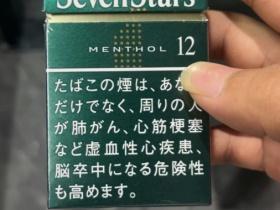 SevenStars
MENTHOL 12
たばこの煙は、あな
だけでなく、周りの人
が肺がん、心筋梗塞
など虚血性心疾患、
脳卒中になる危険性
も高めます。